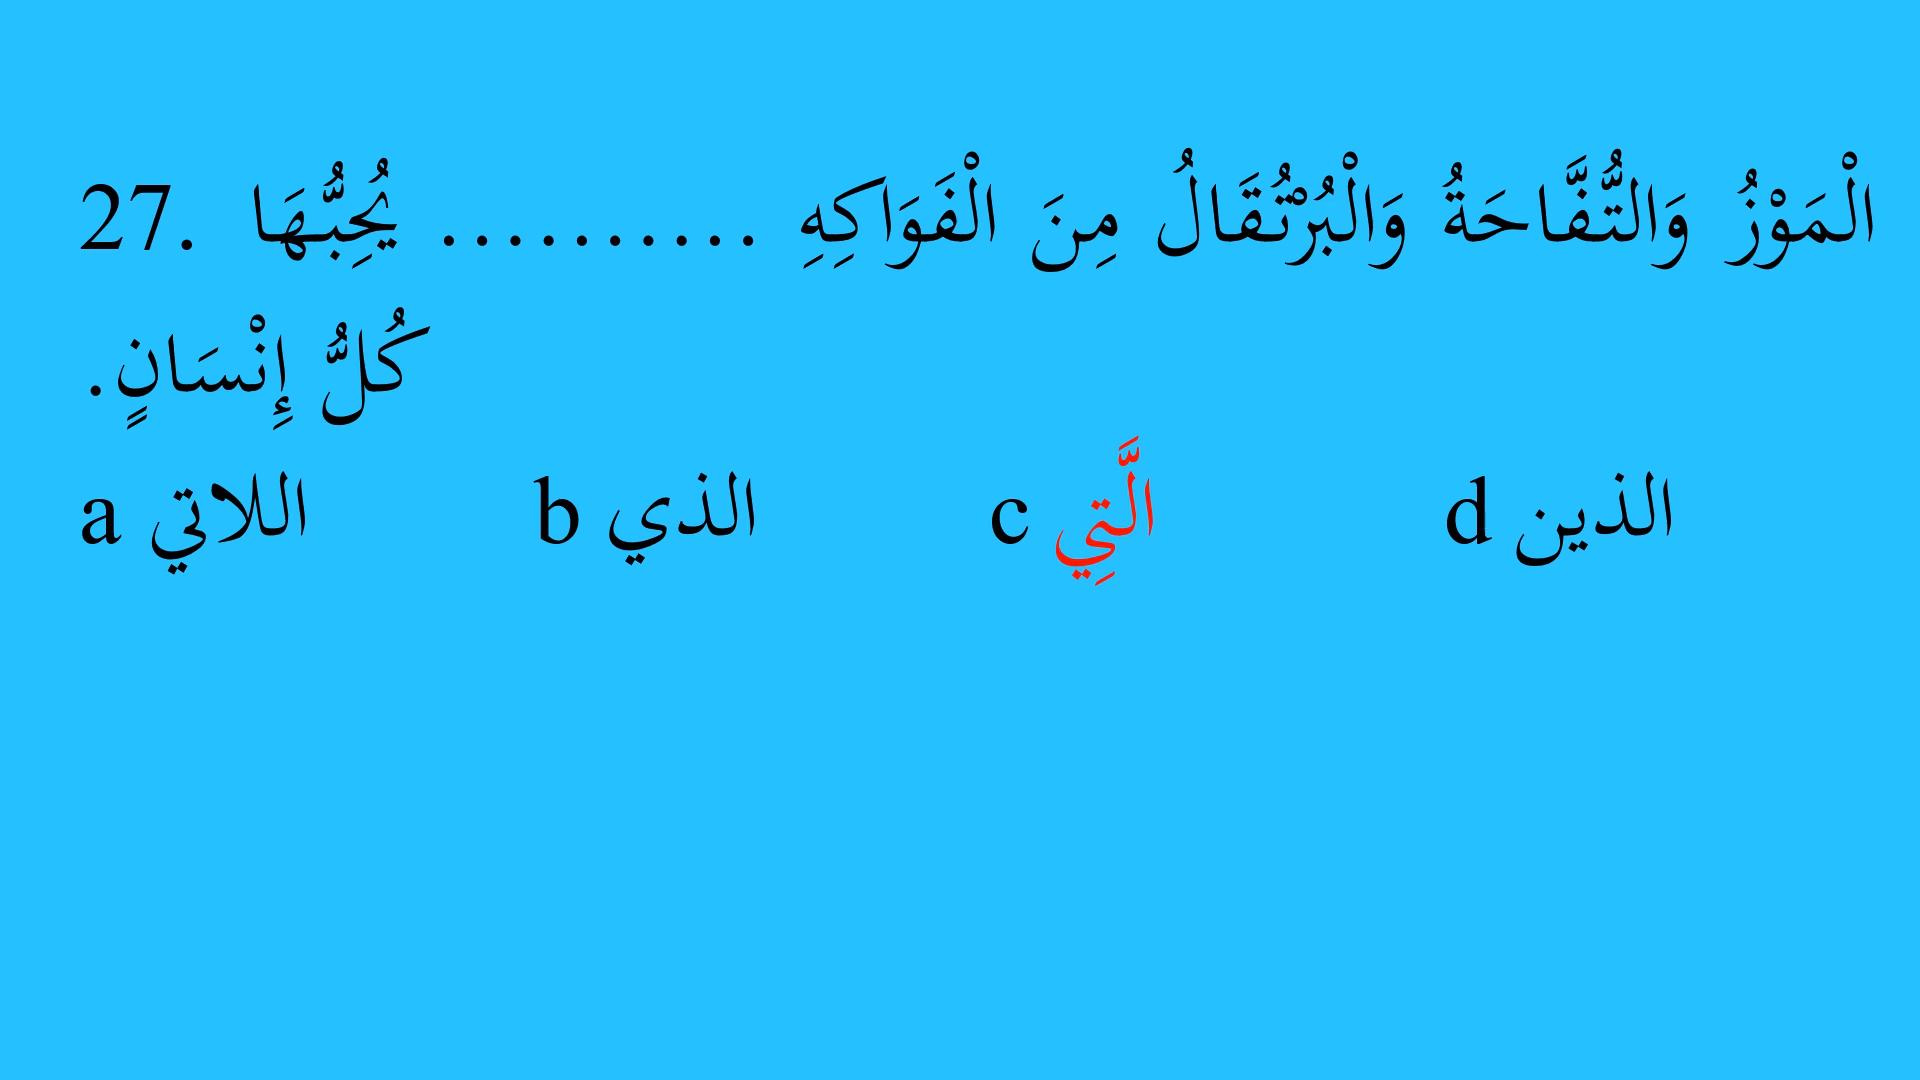 27. الْمَوْزُ وَالتُّفَّاحَةُ وَالْبُرْتُقَالُ مِنَ الْفَوَاكِهِ .......... يُحِبُّهَا
كُلُّ إِنْسَانٍ.
a اللاتي b الذي c الَّتِي d الذين